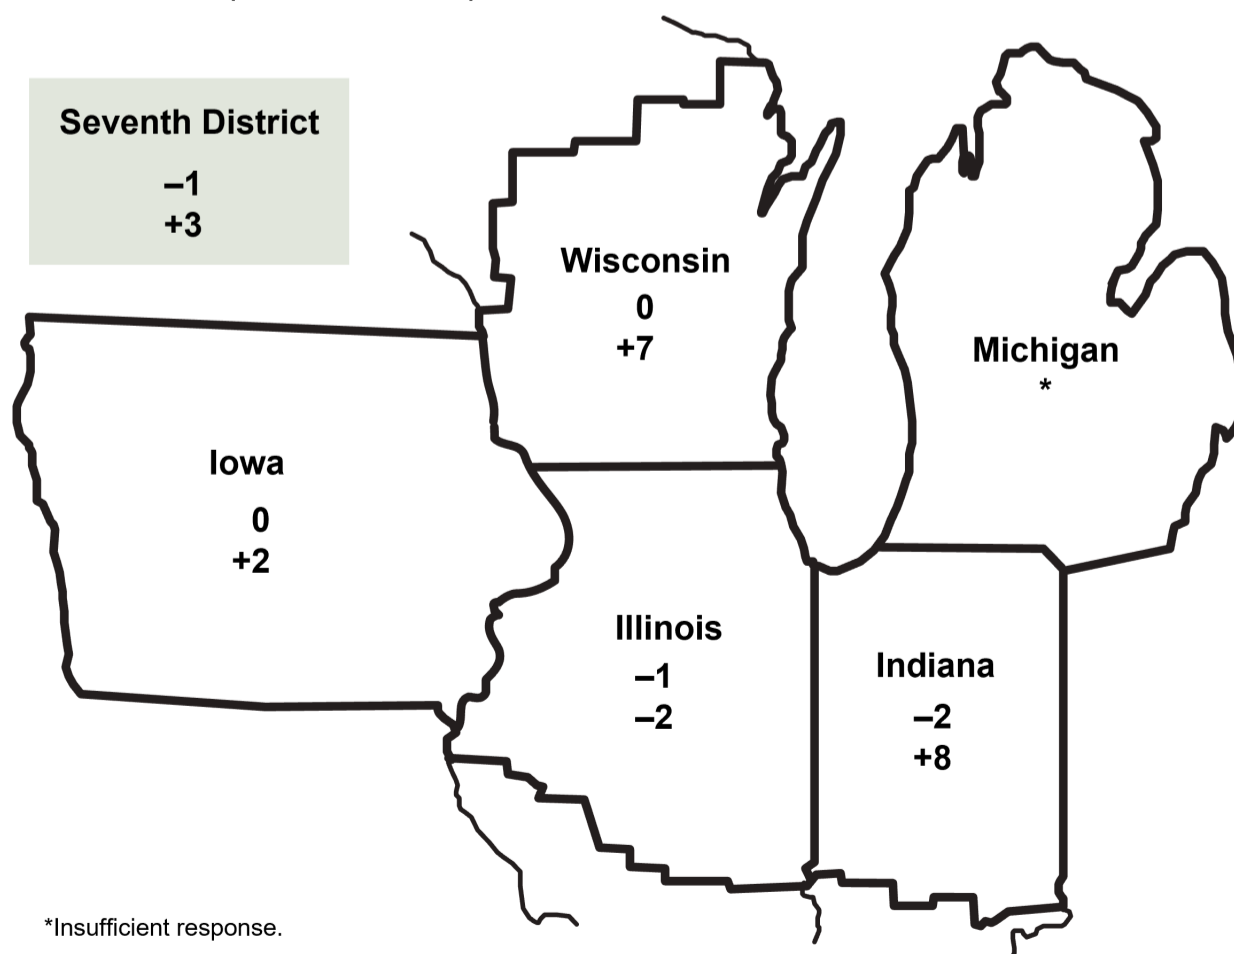 Seventh District
–1
+3
Wisconsin
0
+7
Michigan
*
Iowa
0
+2
Illinois
–1
–2
Indiana
–2
+8
*Insufficient response.